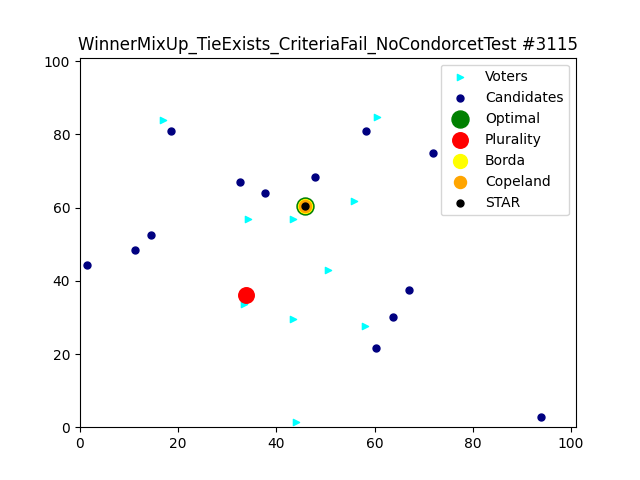 WinnerMixUp_TieExists_CriteriaFail_NoCondorcetTest #3115
100
80
60
40
20
0
0 20 40 60 80 100
Voters
Candidates
Optimal
Plurality
Borda
Copeland
STAR